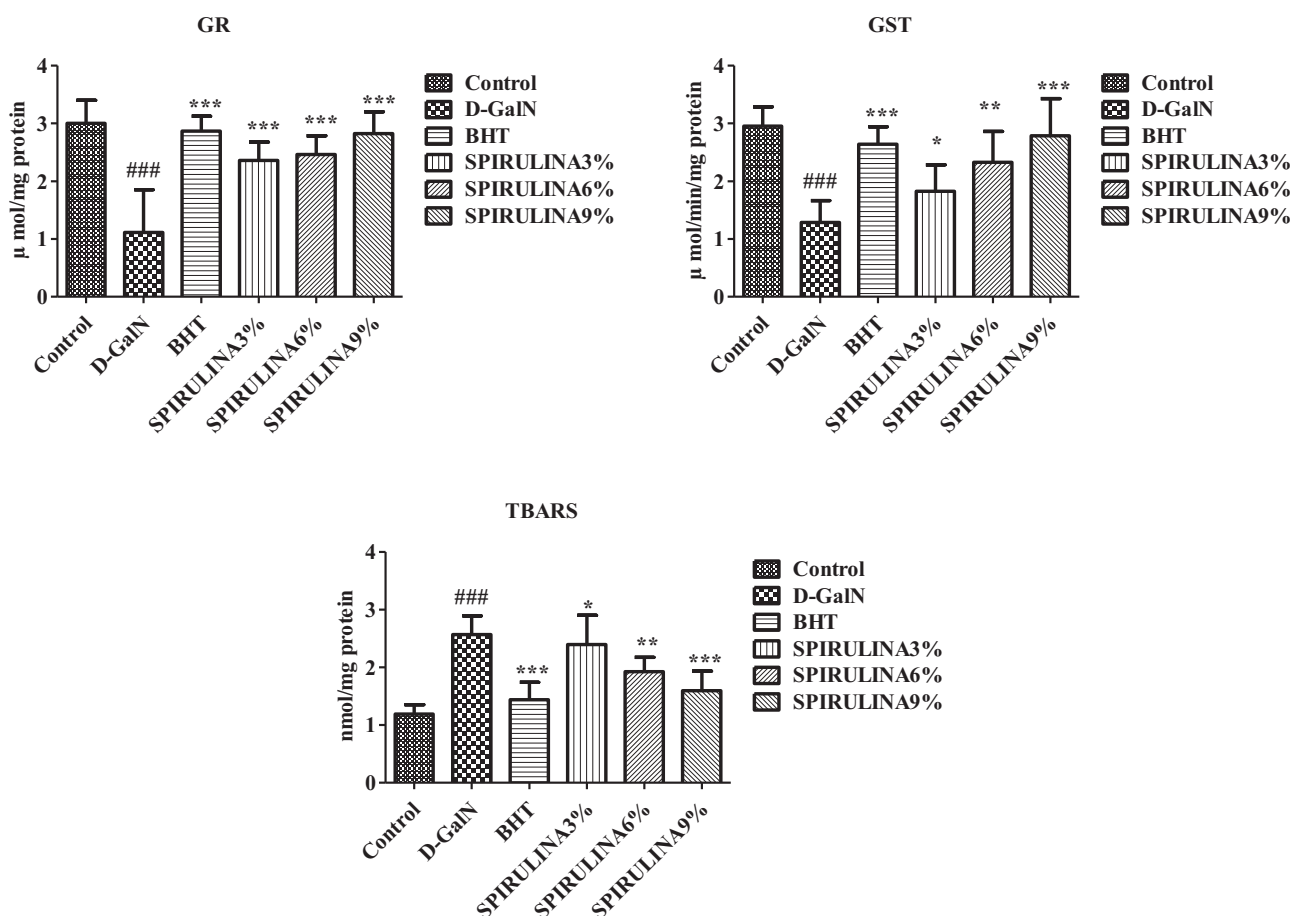 GR
μ mol/mg protein
4
3
2
1
0
###
***
***
***
***
Control
D-GalN
BHT
SPIRULINA3%
SPIRULINA6%
SPIRULINA9%
Control
D-GalN
BHT
SPIRULINA3%
SPIRULINA6%
SPIRULINA9%
GST
μ mol/min/mg protein
4
3
2
1
0
###
***
*
**
***
Control
D-GalN
BHT
SPIRULINA3%
SPIRULINA6%
SPIRULINA9%
Control
D-GalN
BHT
SPIRULINA3%
SPIRULINA6%
SPIRULINA9%
TBARS
nmol/mg protein
4
3
2
1
0
###
***
*
**
***
Control
D-GalN
BHT
SPIRULINA3%
SPIRULINA6%
SPIRULINA9%
Control
D-GalN
BHT
SPIRULINA3%
SPIRULINA6%
SPIRULINA9%